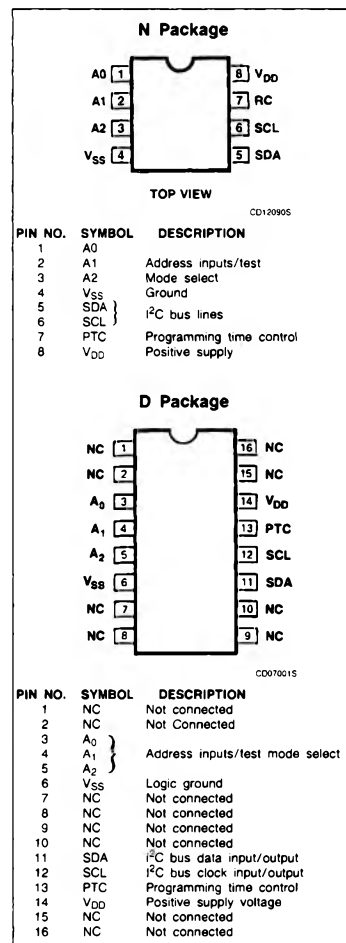 N Package
A0 1 8 VDD
A1 2 7 RC
A2 3 6 SCL
VSS 4 5 SDA
TOP VIEW
CD12090S
PIN NO. SYMBOL DESCRIPTION
1 A0
2 A1 Address inputs/test
3 A2 Mode select
4 VSS Ground
5 SDA
6 SCL } I²C bus lines
7 PTC Programming time control
8 VDD Positive supply
D Package
NC 1 16 NC
NC 2 15 NC
A0 3 14 VDD
A1 4 13 PTC
A2 5 12 SCL
VSS 6 11 SDA
NC 7 10 NC
NC 8 9 NC
CD07001S
PIN NO. SYMBOL DESCRIPTION
1 NC Not connected
2 NC Not Connected
3 A0
4 A1 } Address inputs/test mode select
5 A2
6 VSS Logic ground
7 NC Not connected
8 NC Not connected
9 NC Not connected
10 NC Not connected
11 SDA I²C bus data input/output
12 SCL I²C bus clock input/output
13 PTC Programming time control
14 VDD Positive supply voltage
15 NC Not connected
16 NC Not connected